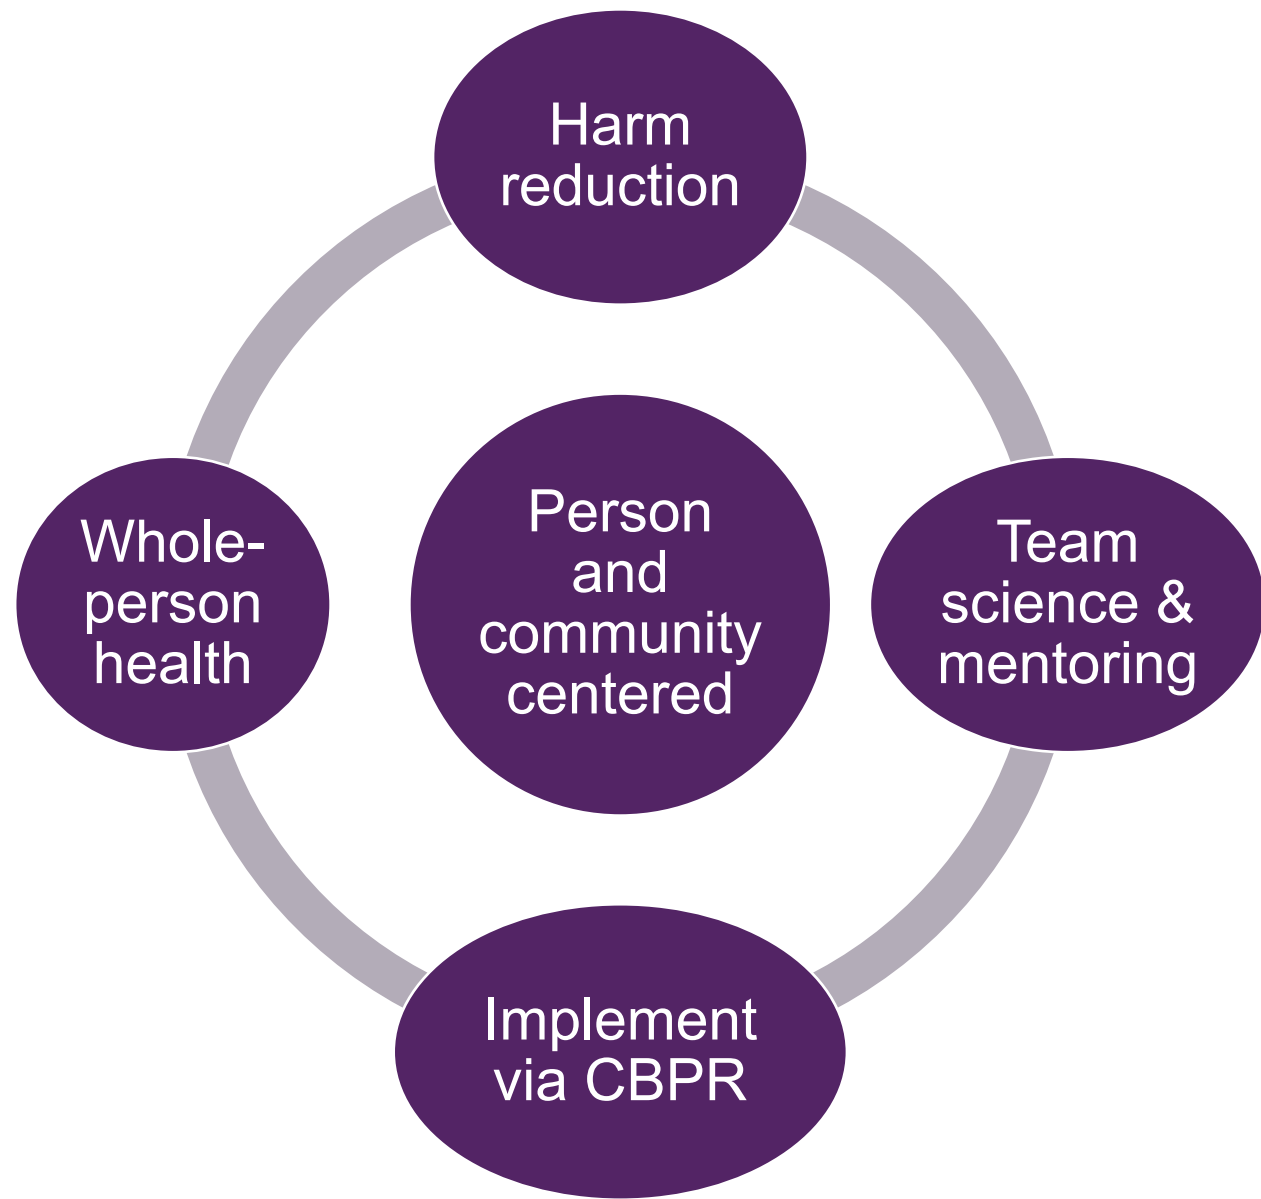 Harm
reduction
Whole-
person
health
Person
and
community
centered
Team
science &
mentoring
Implement
via CBPR